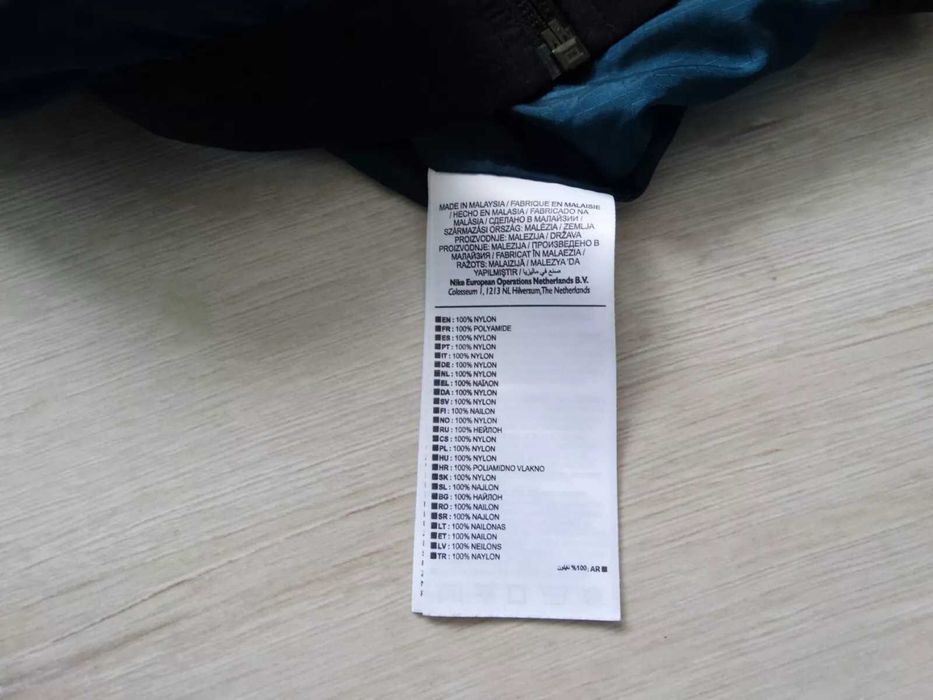 MADE IN MALAYSIA / FABRIQUE EN MALAISIE
/ HECHO EN MALASIA / FABRICADO NA
MALÁSIA / СДЕЛАНО В МАЛАЙЗИИ /
SZÁRMAZÁSI ORSZÁG: MALÉZIA / ZEMLJA
PROIZVODNJE: MALEZIJA / DRŽAVA
PROIZVODNJE: MALEZIJA / ПРОИЗВЕДЕНО В
МАЛАЙЗИЯ / FABRICAT ÎN MALAEZIA /
RAŽOTS: MALAIZIJĀ / MALEZYA 'DA
YAPILMIŞTIR / صنع في ماليزيا
Nike European Operations Netherlands B.V.
Colosseum 1, 1213 NL Hilversum, The Netherlands
EN : 100% NYLON
FR : 100% POLYAMIDE
ES : 100% NYLON
PT : 100% NYLON
IT : 100% NYLON
DE : 100% NYLON
NL : 100% NYLON
EL : 100% ΝΑΪΛΟΝ
DA : 100% NYLON
SV : 100% NYLON
FI : 100% NAILON
NO : 100% NYLON
RU : 100% НЕЙЛОН
CS : 100% NYLON
PL : 100% NYLON
HU : 100% NYLON
HR : 100% POLIAMIDNO VLAKNO
SK : 100% NYLON
SL : 100% NAJLON
BG : 100% НАЙЛОН
RO : 100% NAILON
SR : 100% NAJLON
LT : 100% NAILONAS
ET : 100% NAILON
LV : 100% NEILONS
TR : 100% NAYLON
AR : 100% نايلون